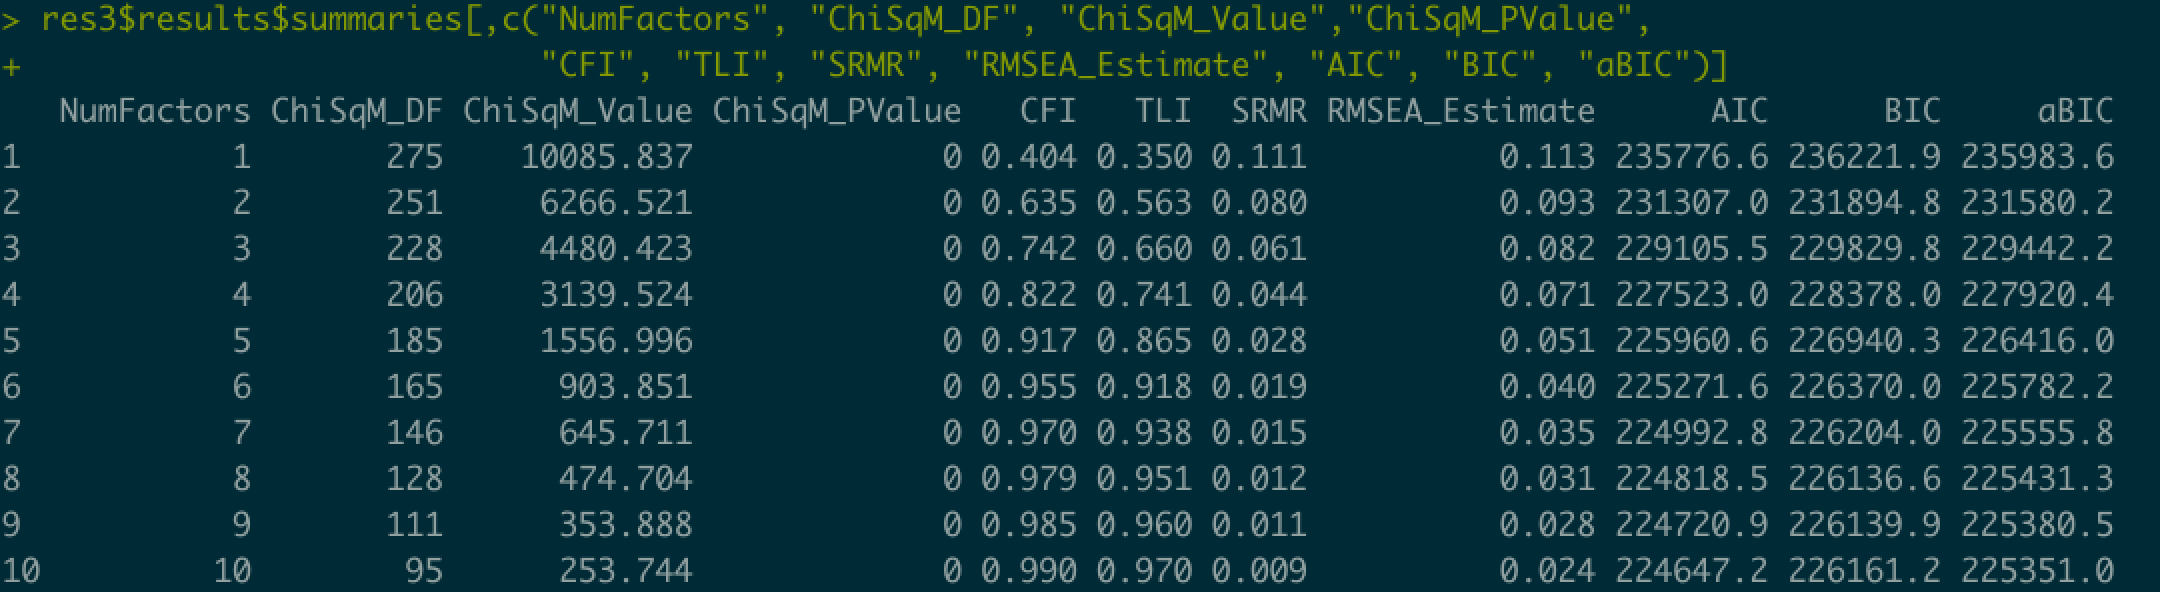 > res3$results$summaries[,c("NumFactors", "ChiSqM_DF", "ChiSqM_Value","ChiSqM_PValue",
+                            "CFI", "TLI", "SRMR", "RMSEA_Estimate", "AIC", "BIC", "aBIC")]
   NumFactors ChiSqM_DF ChiSqM_Value ChiSqM_PValue   CFI   TLI  SRMR RMSEA_Estimate      AIC      BIC     aBIC
1           1       275    10085.837             0 0.404 0.350 0.111          0.113 235776.6 236221.9 235983.6
2           2       251     6266.521             0 0.635 0.563 0.080          0.093 231307.0 231894.8 231580.2
3           3       228     4480.423             0 0.742 0.660 0.061          0.082 229105.5 229829.8 229442.2
4           4       206     3139.524             0 0.822 0.741 0.044          0.071 227523.0 228378.0 227920.4
5           5       185     1556.996             0 0.917 0.865 0.028          0.051 225960.6 226940.3 226416.0
6           6       165      903.851             0 0.955 0.918 0.019          0.040 225271.6 226370.0 225782.2
7           7       146      645.711             0 0.970 0.938 0.015          0.035 224992.8 226204.0 225555.8
8           8       128      474.704             0 0.979 0.951 0.012          0.031 224818.5 226136.6 225431.3
9           9       111      353.888             0 0.985 0.960 0.011          0.028 224720.9 226139.9 225380.5
10         10        95      253.744             0 0.990 0.970 0.009          0.024 224647.2 226161.2 225351.0